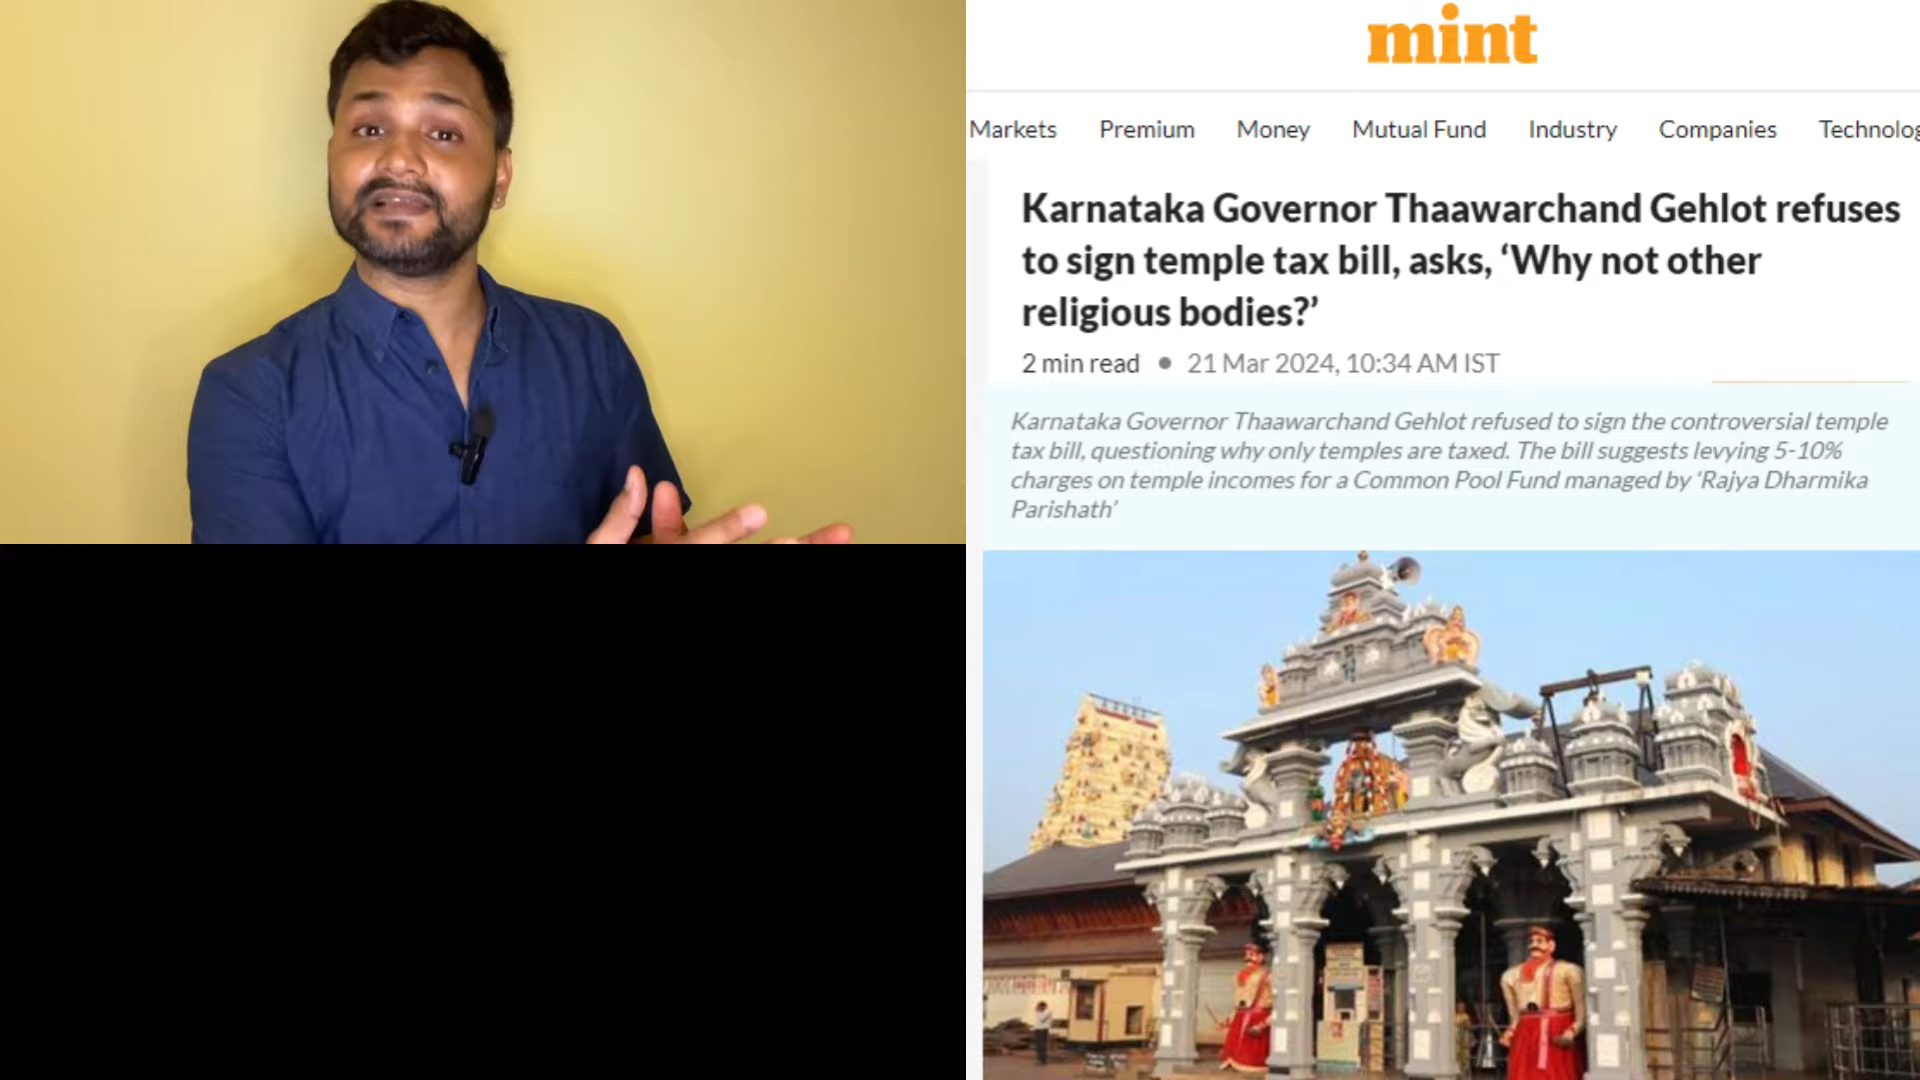 mint
Markets Premium Money Mutual Fund Industry Companies Technolog
Karnataka Governor Thaawarchand Gehlot refuses
to sign temple tax bill, asks, ‘Why not other
religious bodies?’
2 min read • 21 Mar 2024, 10:34 AM IST
Karnataka Governor Thaawarchand Gehlot refused to sign the controversial temple
tax bill, questioning why only temples are taxed. The bill suggests levying 5-10%
charges on temple incomes for a Common Pool Fund managed by ‘Rajya Dharmika
Parishath’